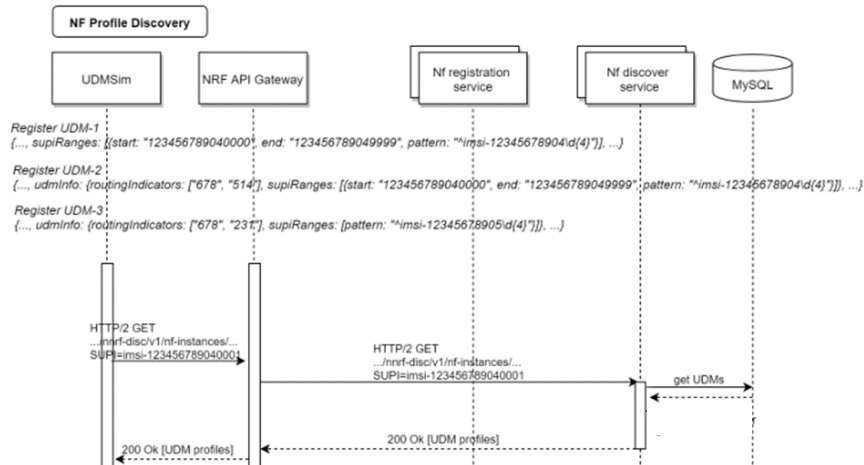 NF Profile Discovery
UDMSim
NRF API Gateway
Nf registration
service
Nf discover
service
MySQL
Register UDM-1
{..., supiRanges: [{start: "123456789040000", end: "123456789049999", pattern: "^imsi-12345678904\d{4}"}], ...}
Register UDM-2
{..., udmInfo: {routingIndicators: ["678", "514"], supiRanges: [{start: "123456789040000", end: "123456789049999", pattern: "^imsi-12345678904\d{4}"}]}, ...}
Register UDM-3
{..., udmInfo: {routingIndicators: ["678", "231"], supiRanges: [pattern: "^imsi-12345678905\d{4}"}]}, ...}
HTTP/2 GET
.../nnrf-disc/v1/nf-instances/...
SUPI=imsi-123456789040001
HTTP/2 GET
.../nnrf-disc/v1/nf-instances/...
SUPI=imsi-123456789040001
get UDMs
200 Ok [UDM profiles]
200 Ok [UDM profiles]